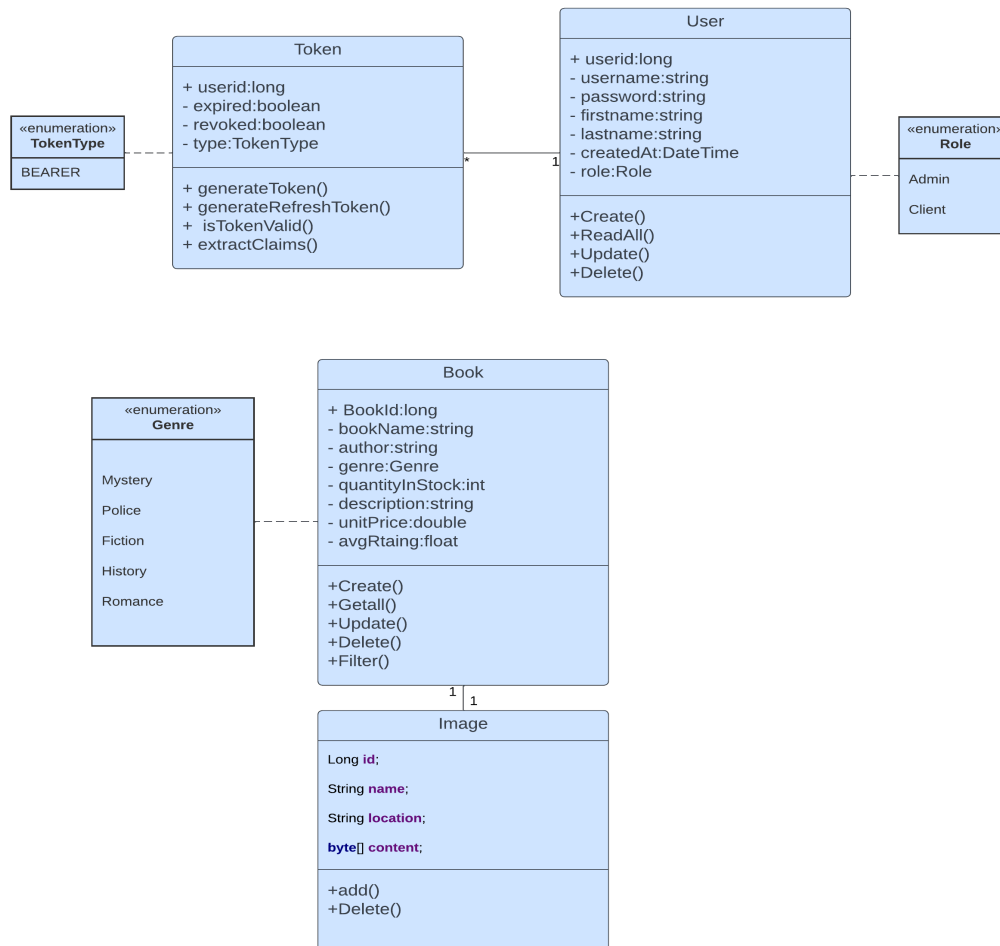 «enumeration»
TokenType
BEARER
Token
+ userid:long
- expired:boolean
- revoked:boolean
- type:TokenType
+ generateToken()
+ generateRefreshToken()
+  isTokenValid()
+ extractClaims()
*
1
User
+ userid:long
- username:string
- password:string
- firstname:string
- lastname:string
- createdAt:DateTime
- role:Role
+Create()
+ReadAll()
+Update()
+Delete()
«enumeration»
Role
Admin
Client
«enumeration»
Genre
Mystery
Police
Fiction
History
Romance
Book
+ BookId:long
- bookName:string
- author:string
- genre:Genre
- quantityInStock:int
- description:string
- unitPrice:double
- avgRtaing:float
+Create()
+Getall()
+Update()
+Delete()
+Filter()
1
1
Image
Long id;
String name;
String location;
byte[] content;
+add()
+Delete()